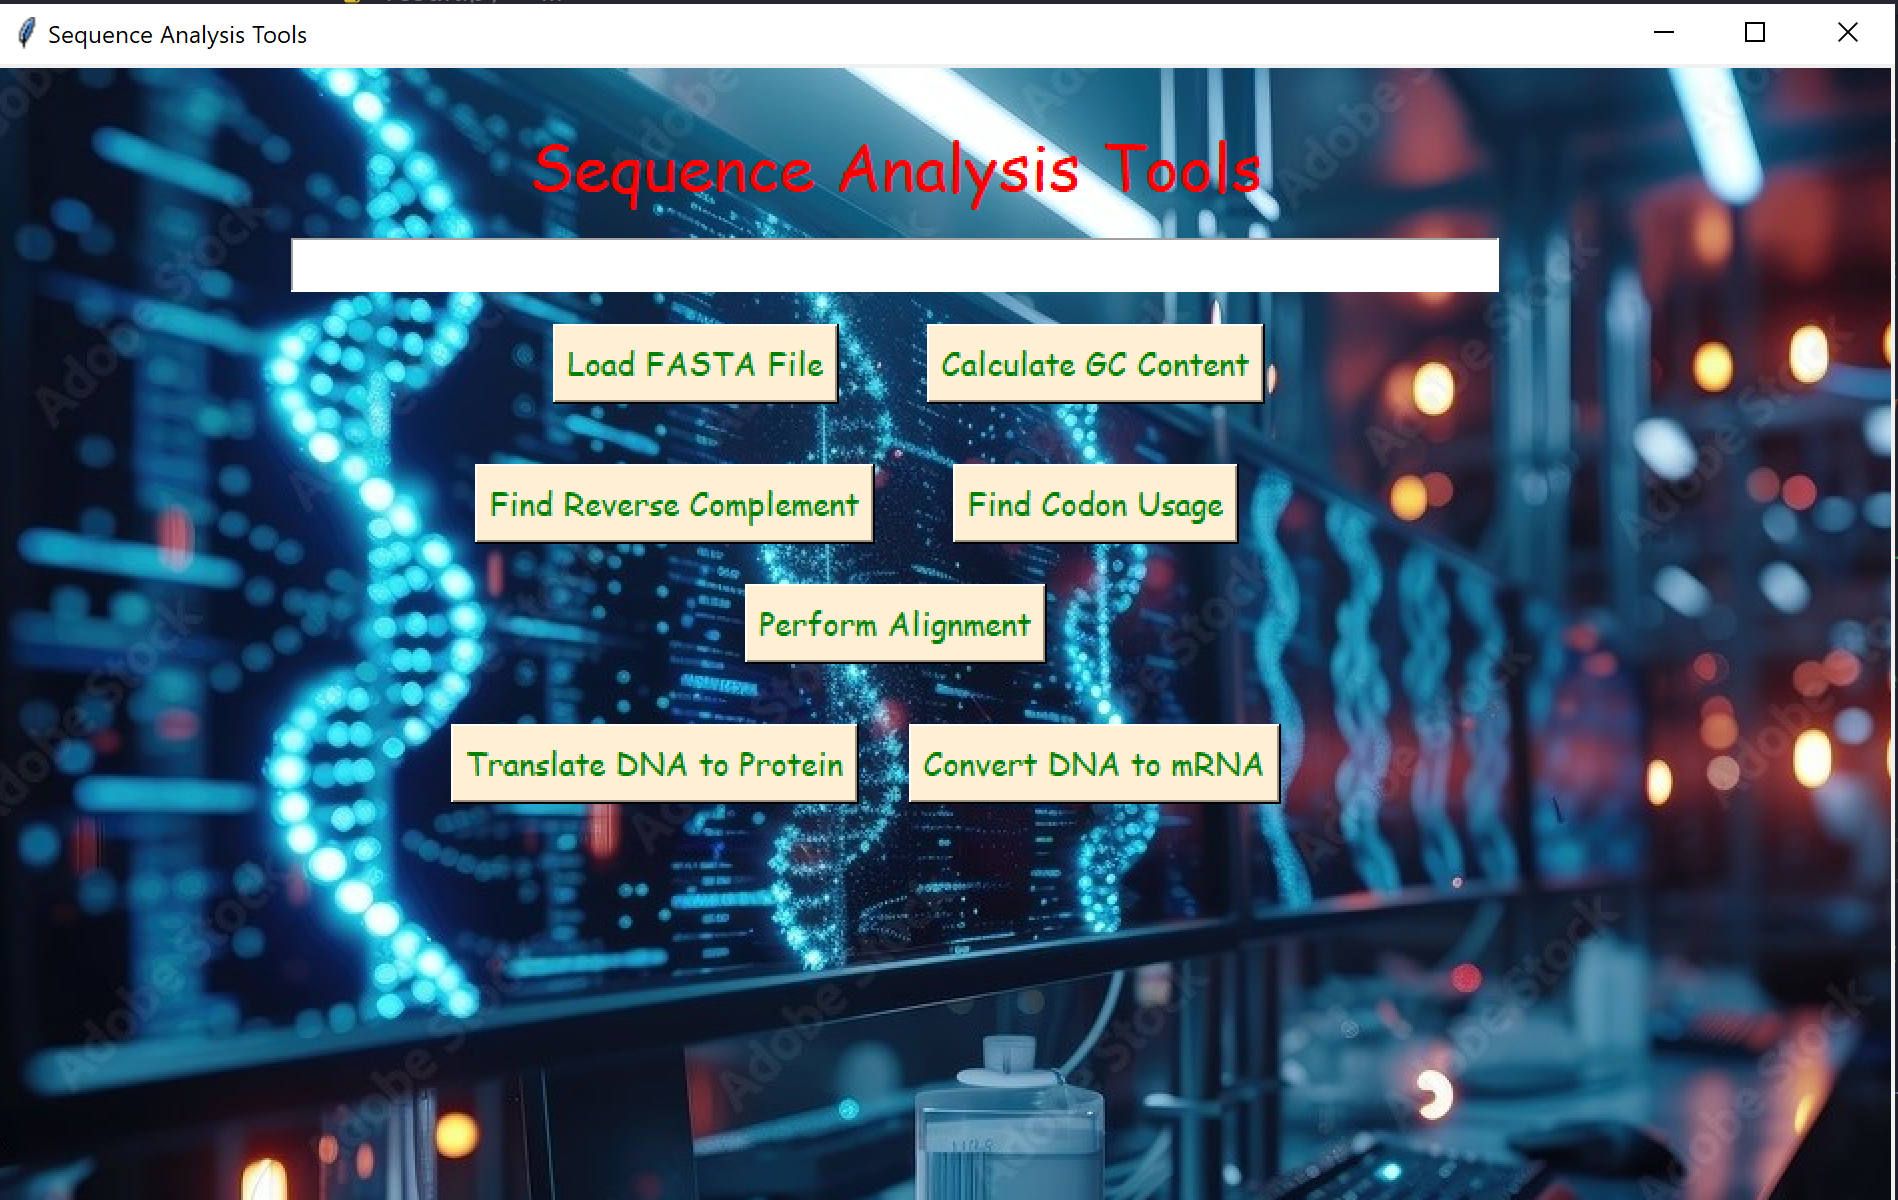 Sequence Analysis Tools
Sequence Analysis Tools
Load FASTA File
Calculate GC Content
Find Reverse Complement
Find Codon Usage
Perform Alignment
Translate DNA to Protein
Convert DNA to mRNA
Adobe Stock